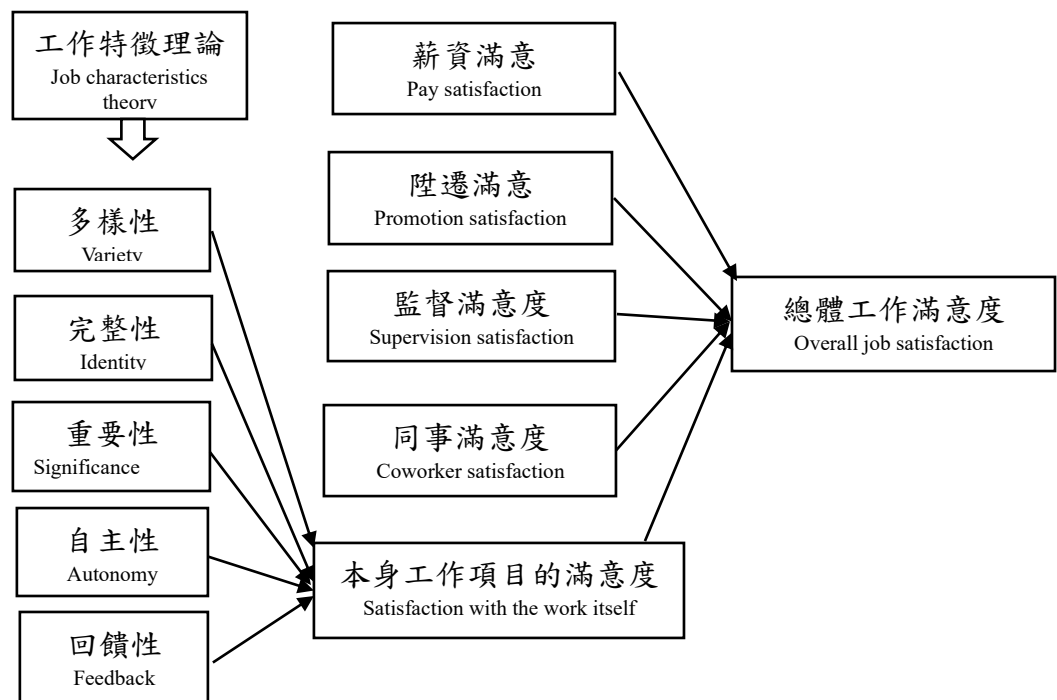 工作特徵理論
Job characteristics
theory
多樣性
Variety
完整性
Identity
重要性
Significance
自主性
Autonomy
回饋性
Feedback
薪資滿意
Pay satisfaction
陞遷滿意
Promotion satisfaction
監督滿意度
Supervision satisfaction
同事滿意度
Coworker satisfaction
本身工作項目的滿意度
Satisfaction with the work itself
總體工作滿意度
Overall job satisfaction